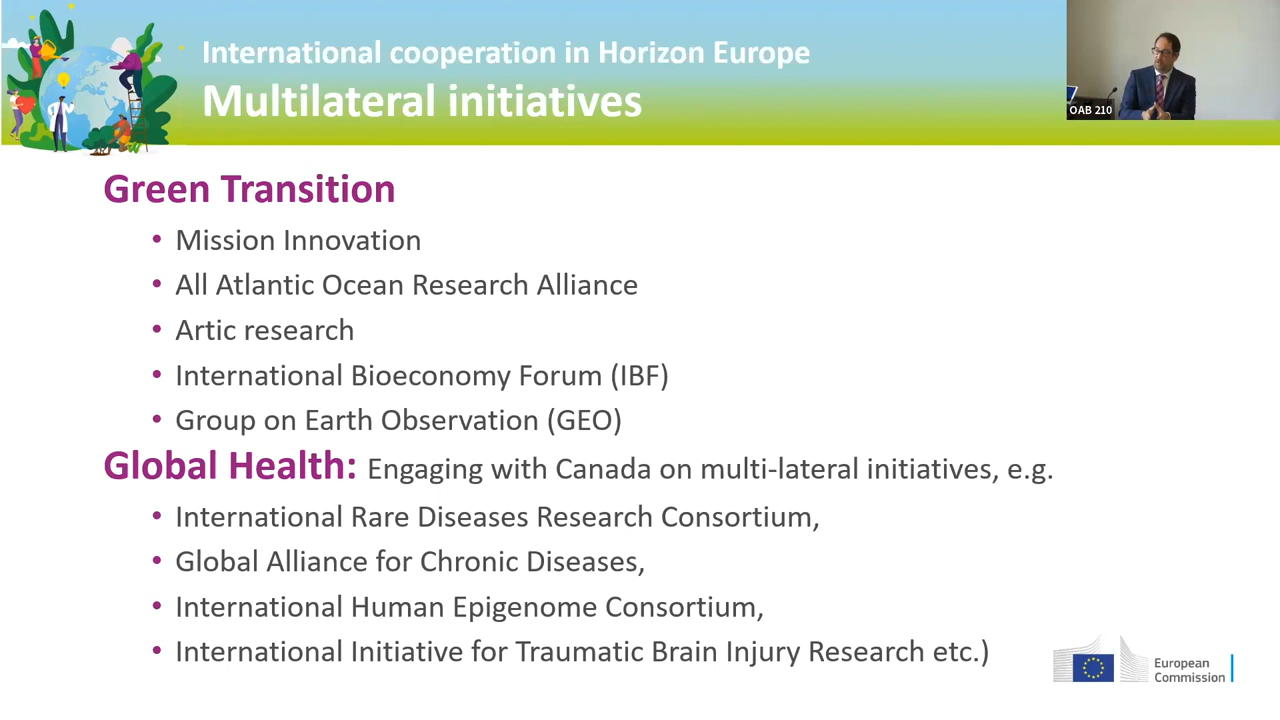 International cooperation in Horizon Europe
Multilateral initiatives
OAB 210
Green Transition
• Mission Innovation
• All Atlantic Ocean Research Alliance
• Artic research
• International Bioeconomy Forum (IBF)
• Group on Earth Observation (GEO)
Global Health: Engaging with Canada on multi-lateral initiatives, e.g.
• International Rare Diseases Research Consortium,
• Global Alliance for Chronic Diseases,
• International Human Epigenome Consortium,
• International Initiative for Traumatic Brain Injury Research etc.)
European
Commission